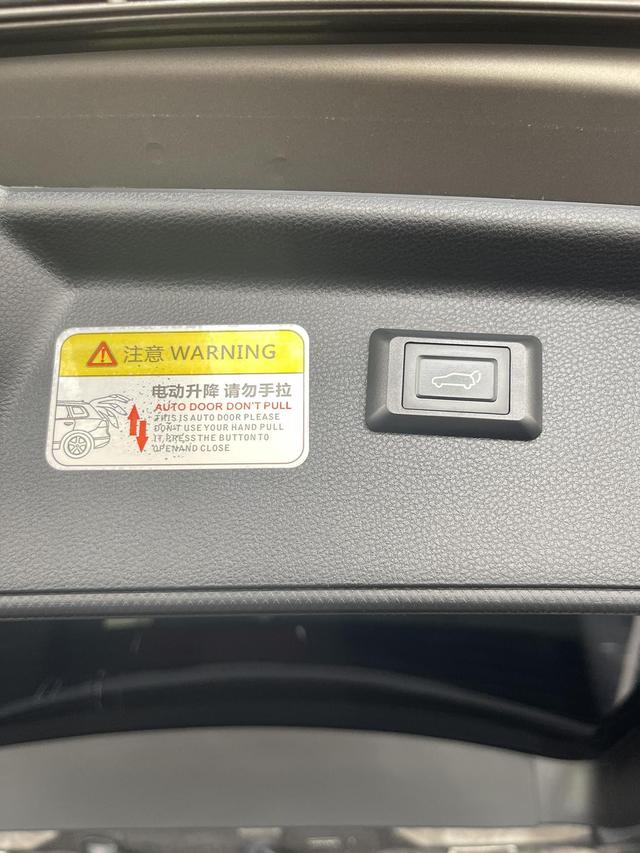 注意 WARNING
电动升降 请勿手拉
AUTO DOOR DON'T PULL
THIS IS AUTO DOOR PLEASE
DON'T USE YOUR HAND PULL
IT,PRESS THE BUTTON TO
OPEN AND CLOSE